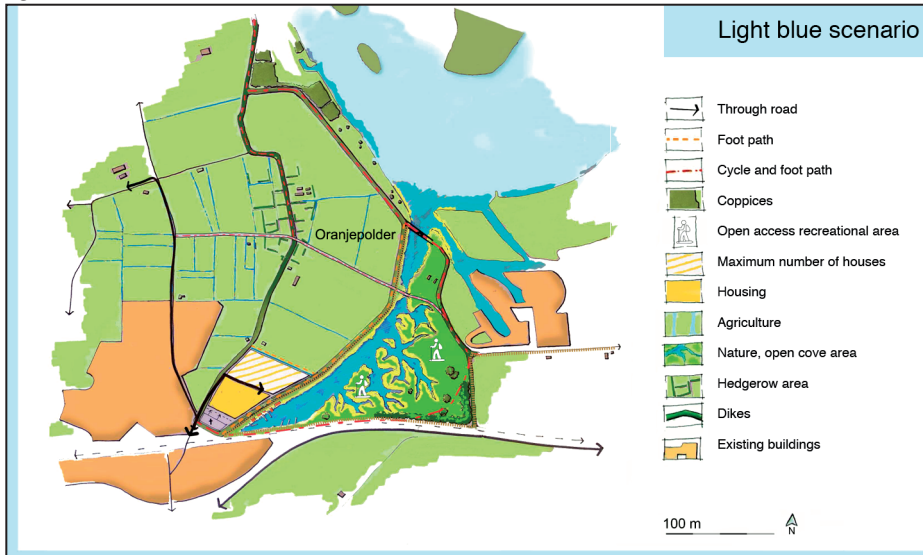 Light blue scenario
Through road
Foot path
Cycle and foot path
Coppices
Open access recreational area
Maximum number of houses
Housing
Agriculture
Nature, open cove area
Hedgerow area
Dikes
Existing buildings
Oranjepolder
100 m
N